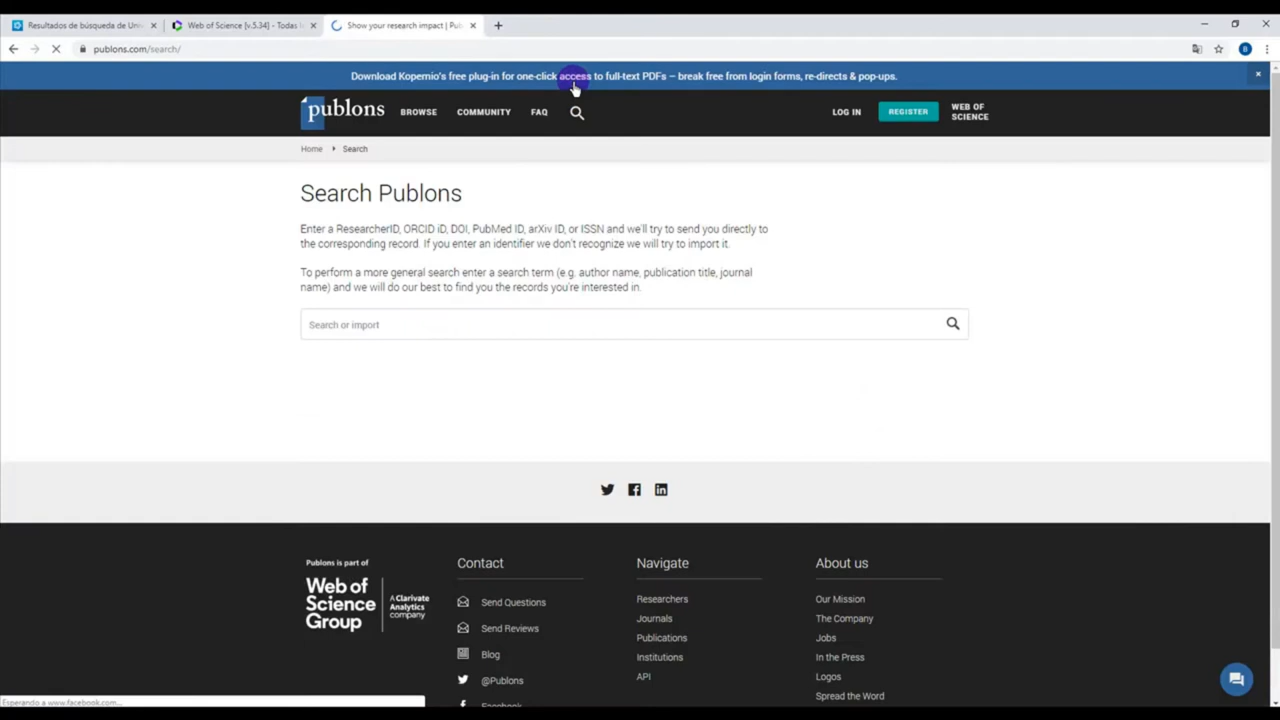 Resultados de búsqueda de Uni
Web of Science [v.5.34] - Todas l
Show your research impact | Pub
publons.com/search/
B
Download Kopernio's free plug-in for one-click access to full-text PDFs – break free from login forms, re-directs & pop-ups.
publons
BROWSE
COMMUNITY
FAQ
LOG IN
REGISTER
WEB OF
SCIENCE
Home
Search
Search Publons
Enter a ResearcherID, ORCID iD, DOI, PubMed ID, arXiv ID, or ISSN and we'll try to send you directly to
the corresponding record. If you enter an identifier we don't recognize we will try to import it.
To perform a more general search enter a search term (e.g. author name, publication title, journal
name) and we will do our best to find you the records you're interested in.
Search or import
Publons is part of
Web of
Science
Group
A Clarivate
Analytics
company
Contact
Send Questions
Send Reviews
Blog
@Publons
Facebook
Navigate
Researchers
Journals
Publications
Institutions
API
About us
Our Mission
The Company
Jobs
In the Press
Logos
Spread the Word
Esperando a www.facebook.com...